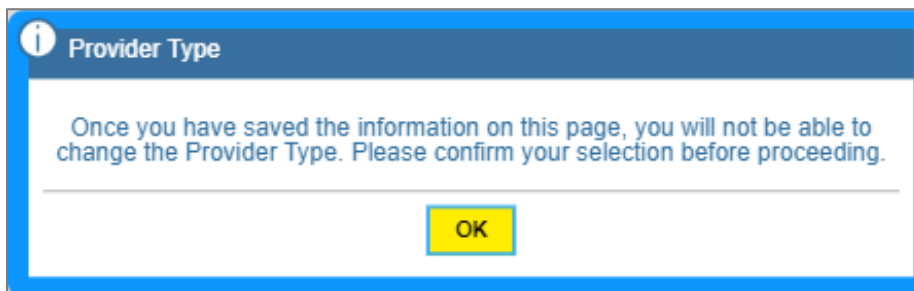 Provider Type
Once you have saved the information on this page, you will not be able to
change the Provider Type. Please confirm your selection before proceeding.
OK